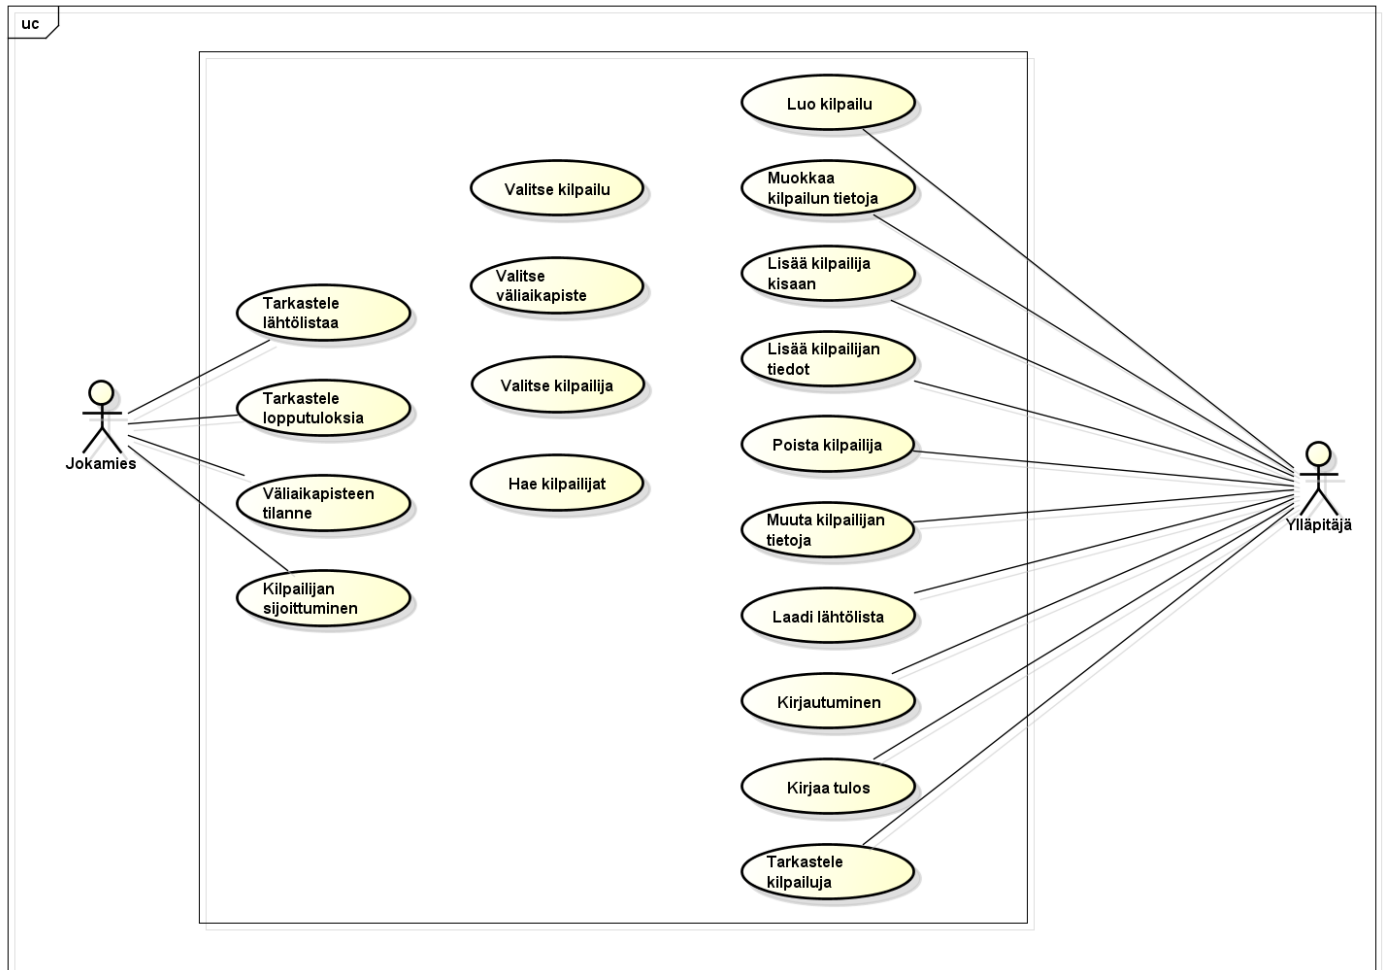 uc
Tarkastele
lähtölistaa
Tarkastele
lopputuloksia
Väliaikapisteen
tilanne
Kilpailijan
sijoittuminen
Jokamies
Valitse kilpailu
Valitse
väliaikapiste
Valitse kilpailija
Hae kilpailijat
Luo kilpailu
Muokkaa
kilpailun tietoja
Lisää kilpailija
kisaan
Lisää kilpailijan
tiedot
Poista kilpailija
Muuta kilpailijan
tietoja
Laadi lähtölista
Kirjautuminen
Kirjaa tulos
Tarkastele
kilpailuja
Ylläpitäjä